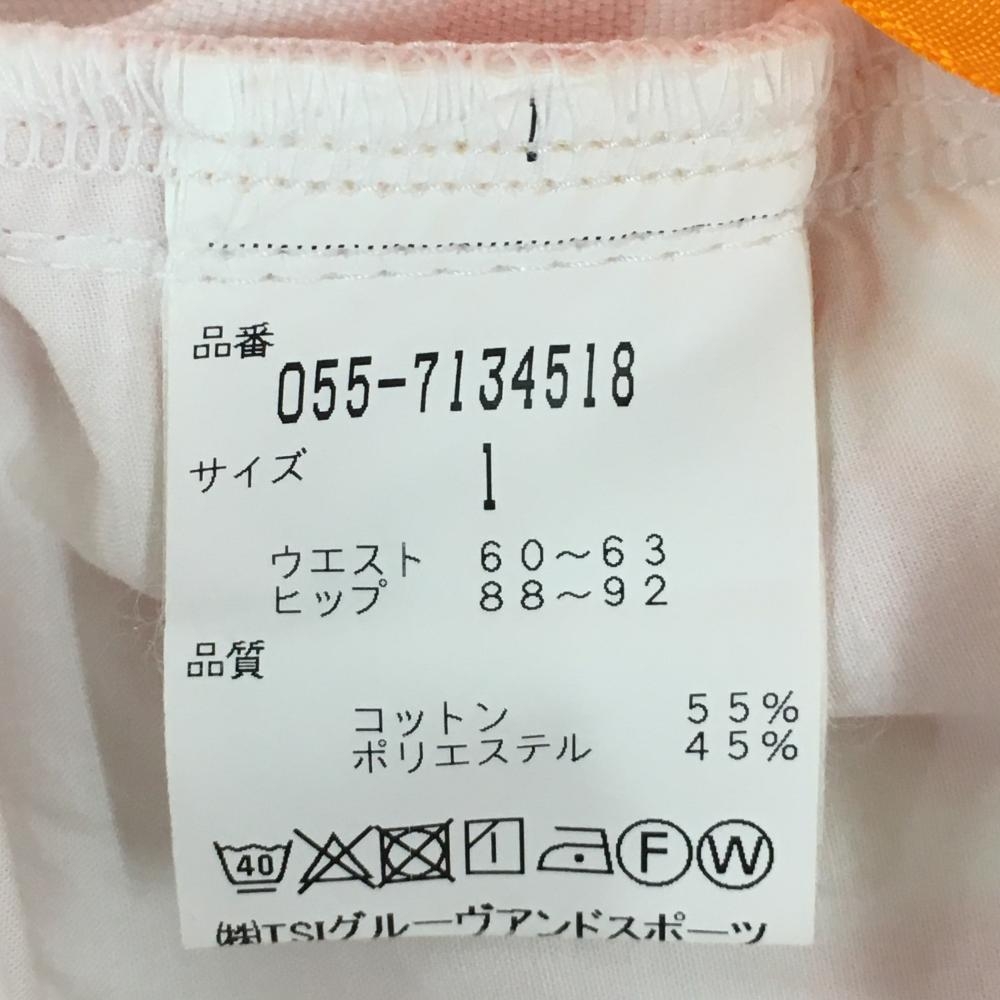 品番
055-7134518
サイズ 1
ウエスト 60～63
ヒップ 88～92
品質
コットン 55%
ポリエステル 45%
40 F W
(株)TSIグルーヴアンドスポーツ